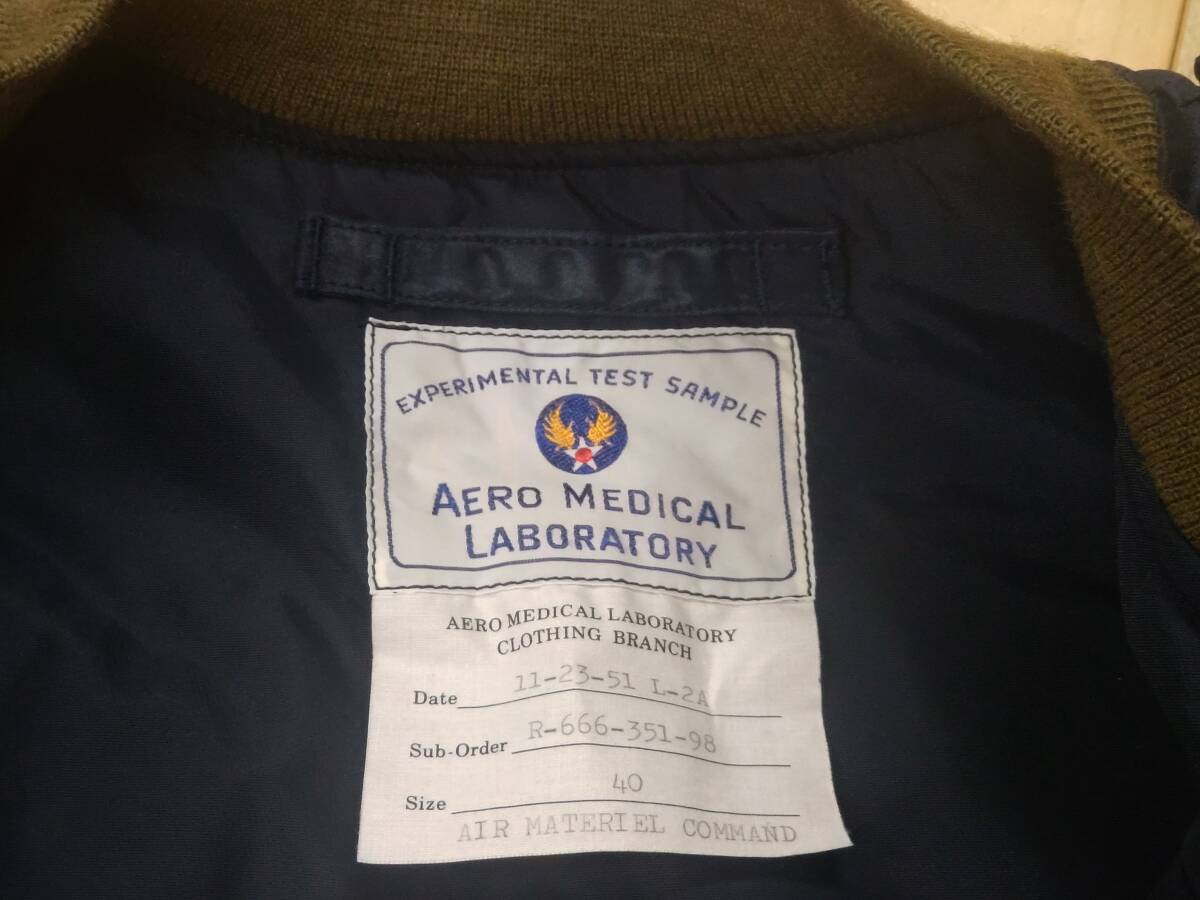 EXPERIMENTAL TEST SAMPLE
AERO MEDICAL
LABORATORY
AERO MEDICAL LABORATORY
CLOTHING BRANCH
Date 11-23-51 L-2A
Sub-Order R-666-351-98
Size 40
AIR MATERIEL COMMAND